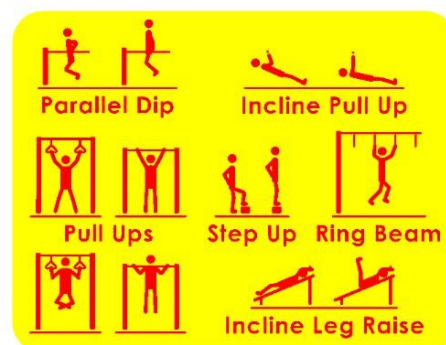 Parallel Dip
Incline Pull Up
Pull Ups
Step Up
Ring Beam
Incline Leg Raise